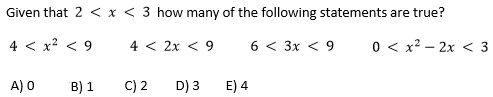 Given that 2 < x < 3 how many of the following statements are true?
4 < x² < 9 4 < 2x < 9 6 < 3x < 9 0 < x² − 2x < 3
A) 0 B) 1 C) 2 D) 3 E) 4